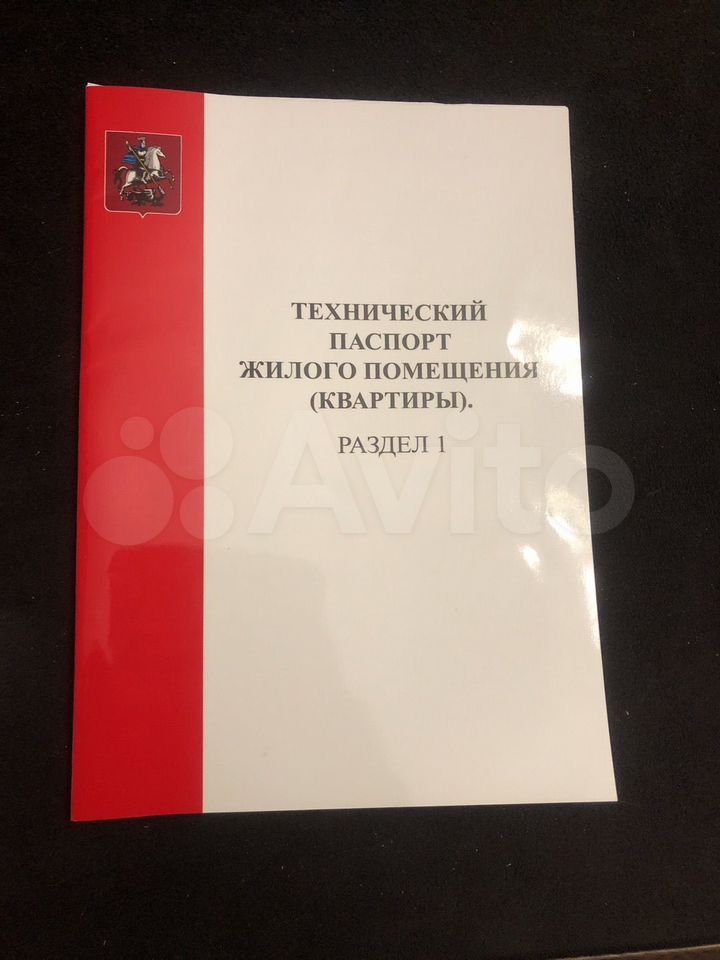 ТЕХНИЧЕСКИЙ
ПАСПОРТ
ЖИЛОГО ПОМЕЩЕНИЯ
(КВАРТИРЫ).
РАЗДЕЛ 1
Avito